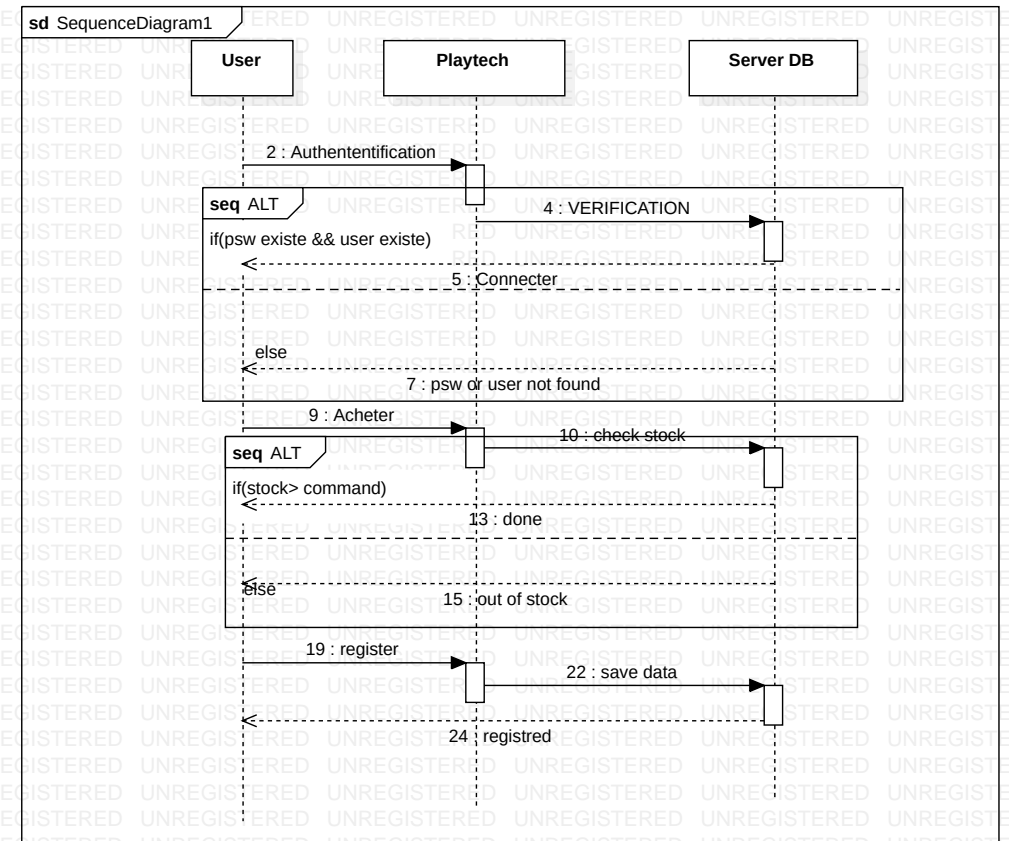 sd SequenceDiagram1
User
Playtech
Server DB
2 : Authententification
seq ALT
4 : VERIFICATION
if(psw existe && user existe)
5 : Connecter
else
7 : psw or user not found
9 : Acheter
10 : check stock
seq ALT
if(stock> command)
13 : done
else
15 : out of stock
19 : register
22 : save data
24 : registred
UNREGISTERED